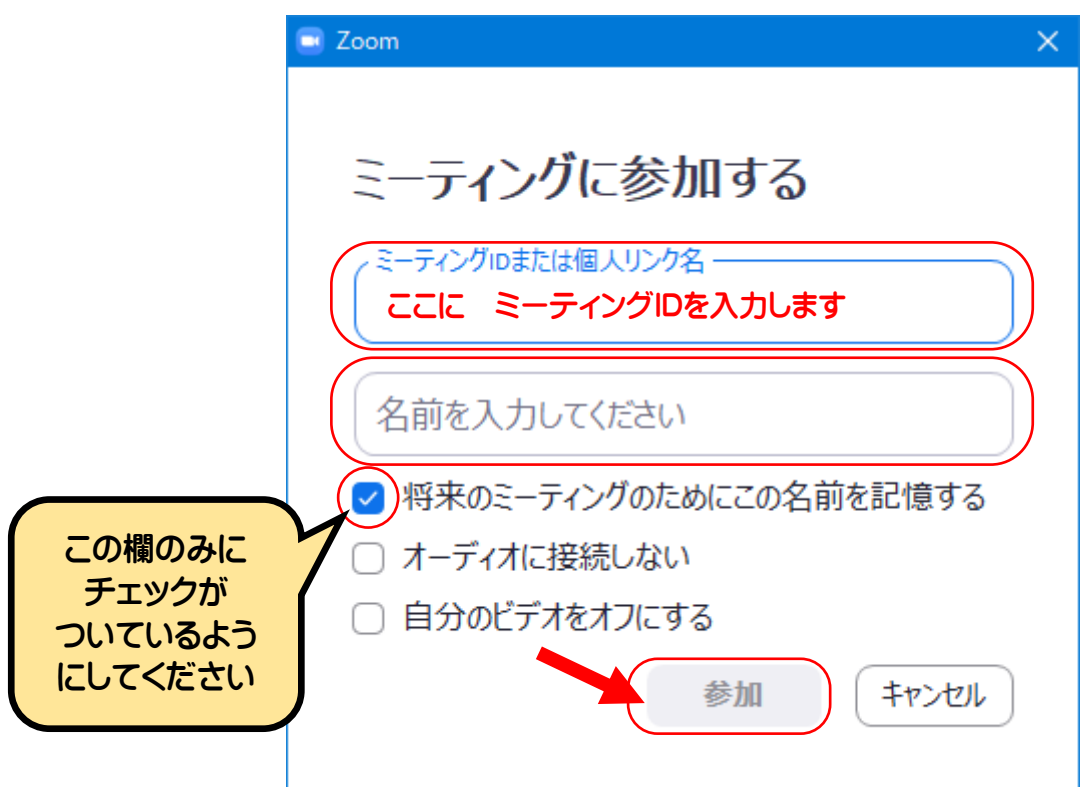 Zoom
ミーティングに参加する
ミーティングIDまたは個人リンク名
ここに　ミーティングIDを入力します
名前を入力してください
将来のミーティングのためにこの名前を記憶する
オーディオに接続しない
自分のビデオをオフにする
この欄のみに
チェックが
ついているよう
にしてください
参加
キャンセル